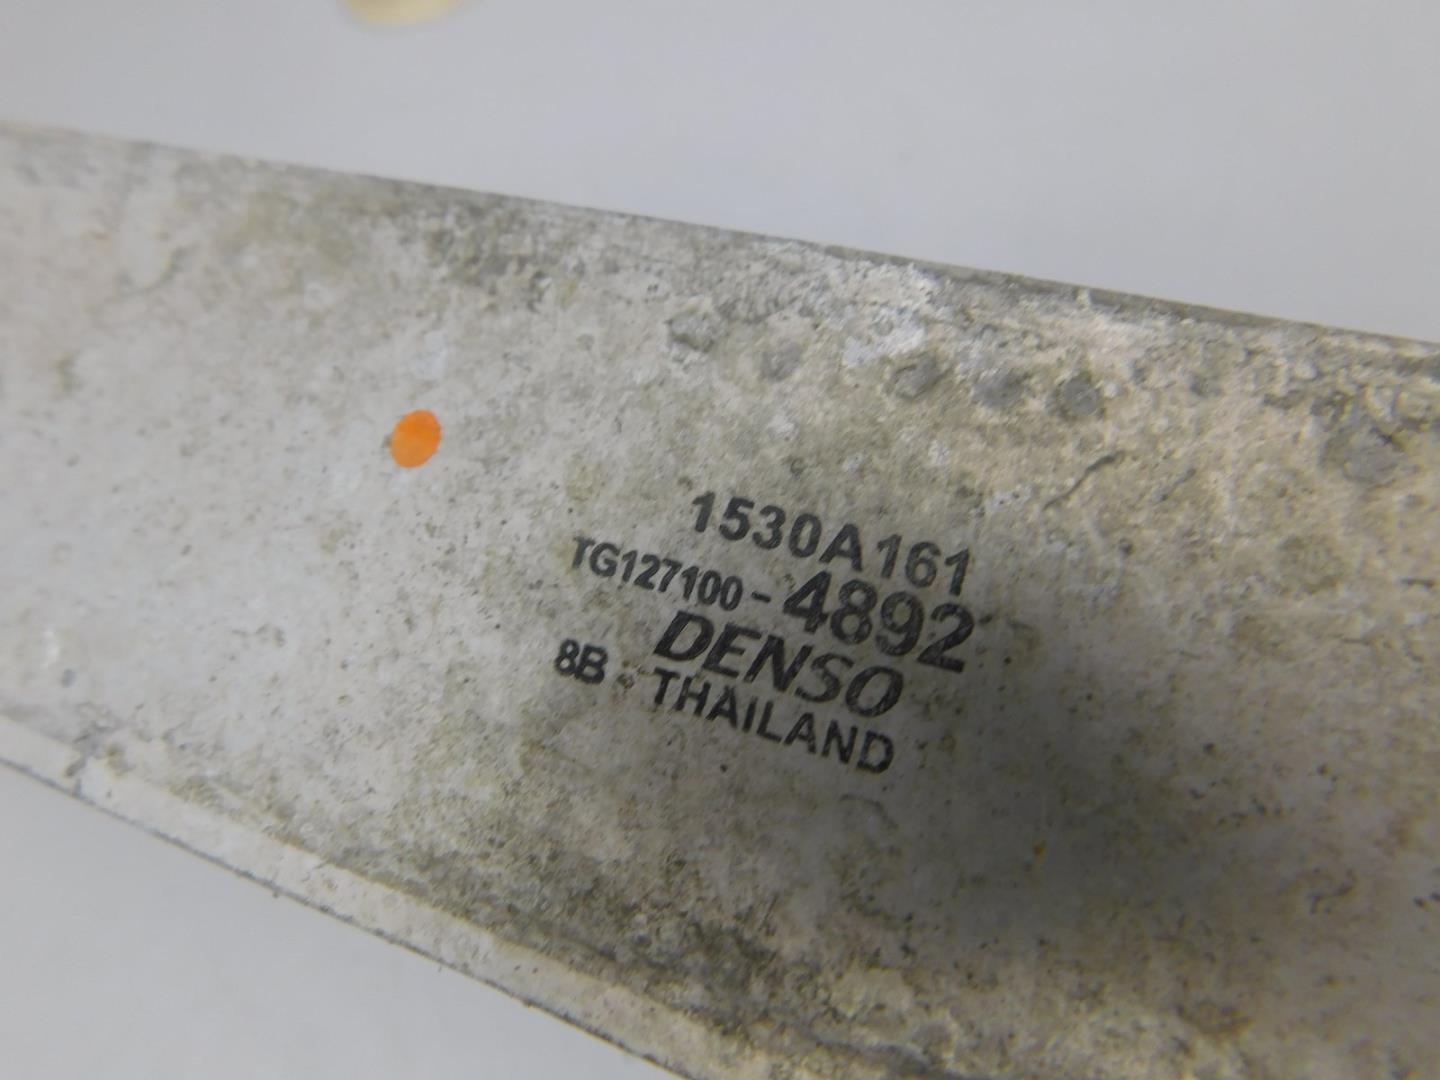 1530A161
TG127100-4892
DENSO
8B - THAILAND